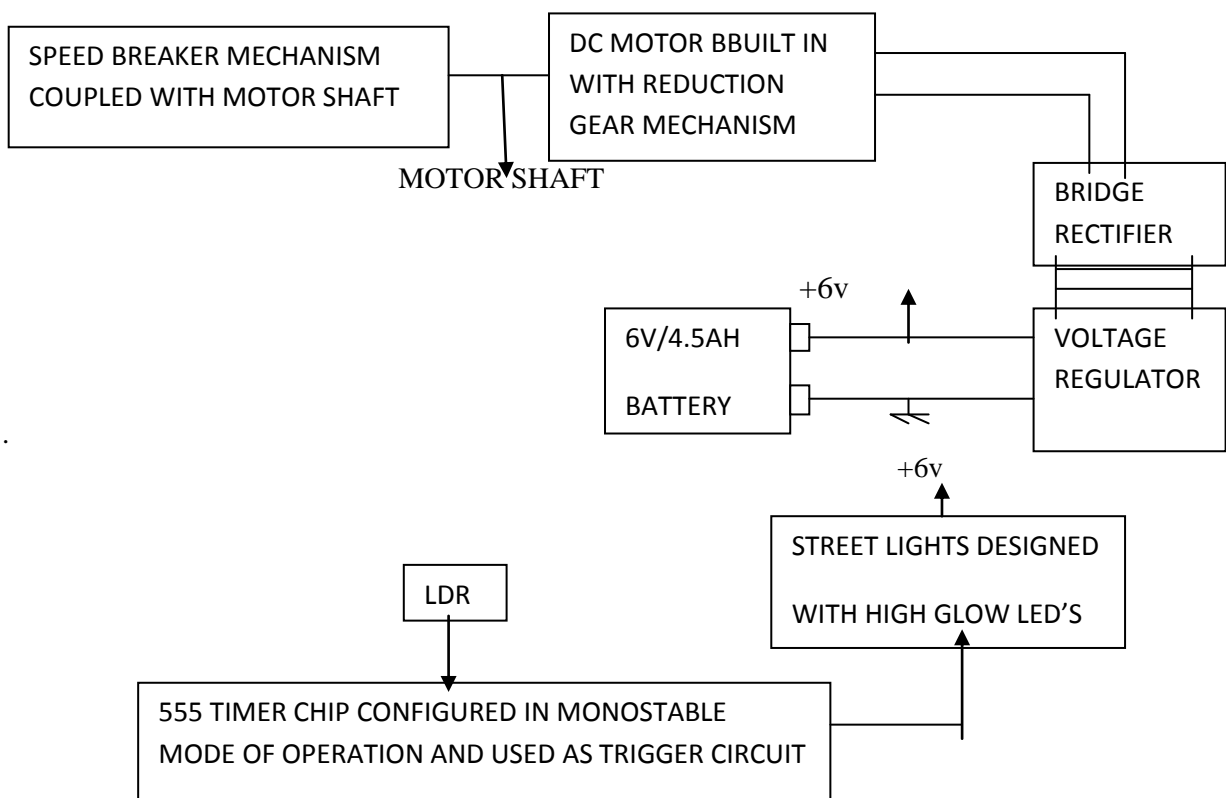 SPEED BREAKER MECHANISM
COUPLED WITH MOTOR SHAFT
DC MOTOR BBUILT IN
WITH REDUCTION
GEAR MECHANISM
MOTOR SHAFT
BRIDGE
RECTIFIER
+6v
6V/4.5AH
BATTERY
VOLTAGE
REGULATOR
.
+6v
STREET LIGHTS DESIGNED
WITH HIGH GLOW LED’S
LDR
555 TIMER CHIP CONFIGURED IN MONOSTABLE
MODE OF OPERATION AND USED AS TRIGGER CIRCUIT